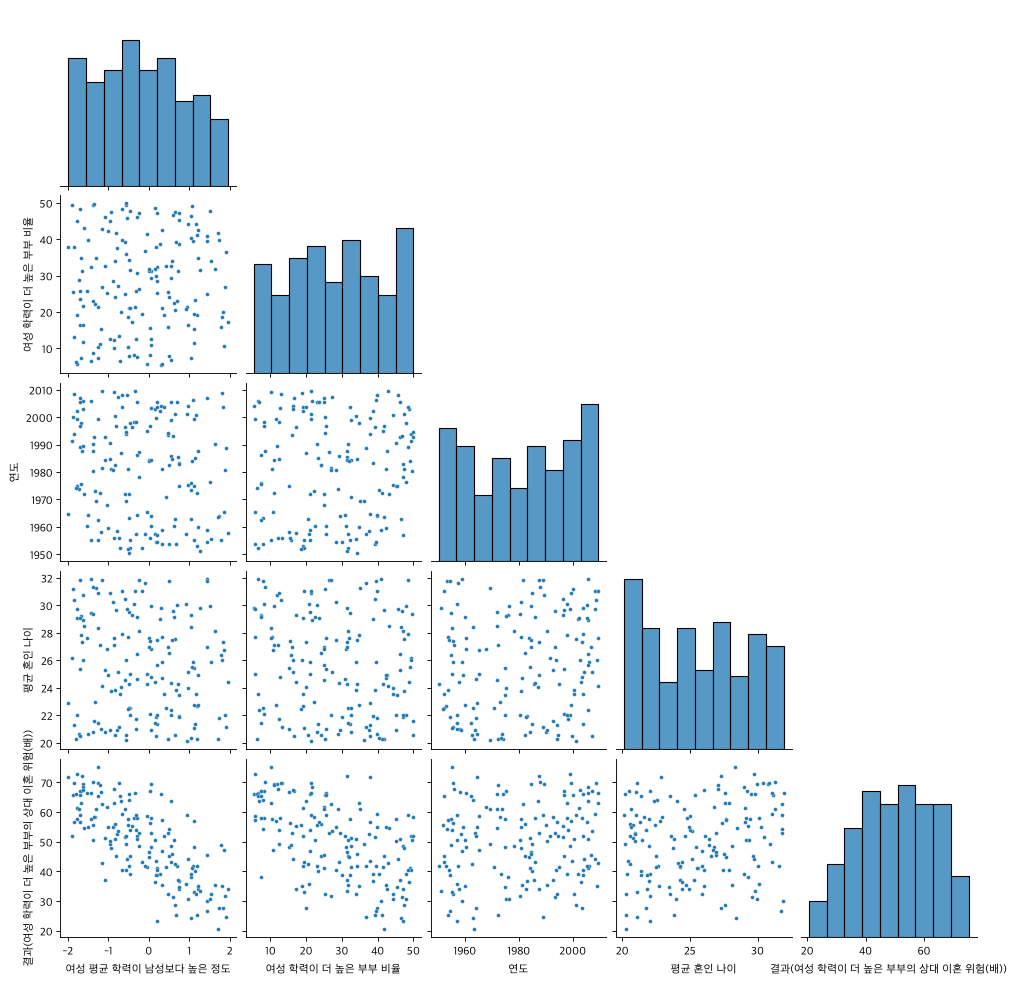 여성 학력이 더 높은 부부 비율
50
40
30
20
10
연도
2010
2000
1990
1980
1970
1960
1950
평균 혼인 나이
32
30
28
26
24
22
20
결과(여성 학력이 더 높은 부부의 상대 이혼 위험(배))
70
60
50
40
30
20
−2 −1 0 1 2
10 20 30 40 50
1960 1980 2000
20 25 30
20 40 60
여성 평균 학력이 남성보다 높은 정도
여성 학력이 더 높은 부부 비율
연도
평균 혼인 나이
결과(여성 학력이 더 높은 부부의 상대 이혼 위험(배))